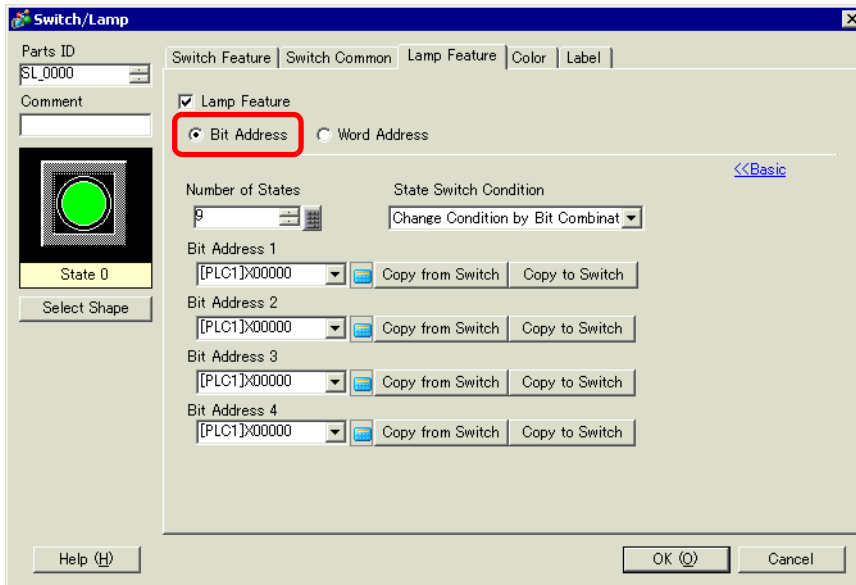 Switch/Lamp
Parts ID
SL_0000
Comment
State 0
Select Shape
Switch Feature Switch Common Lamp Feature Color Label
Lamp Feature
Bit Address Word Address
<<Basic
Number of States State Switch Condition
9 Change Condition by Bit Combinat
Bit Address 1
[PLC1]X00000 Copy from Switch Copy to Switch
Bit Address 2
[PLC1]X00000 Copy from Switch Copy to Switch
Bit Address 3
[PLC1]X00000 Copy from Switch Copy to Switch
Bit Address 4
[PLC1]X00000 Copy from Switch Copy to Switch
Help (H) OK (O) Cancel